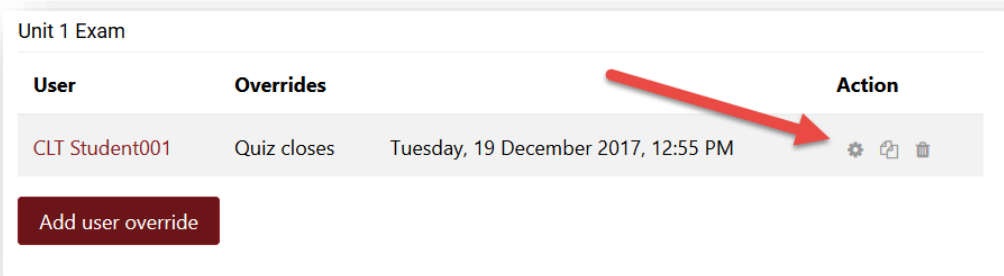 Unit 1 Exam
User Overrides Action
CLT Student001 Quiz closes Tuesday, 19 December 2017, 12:55 PM
Add user override